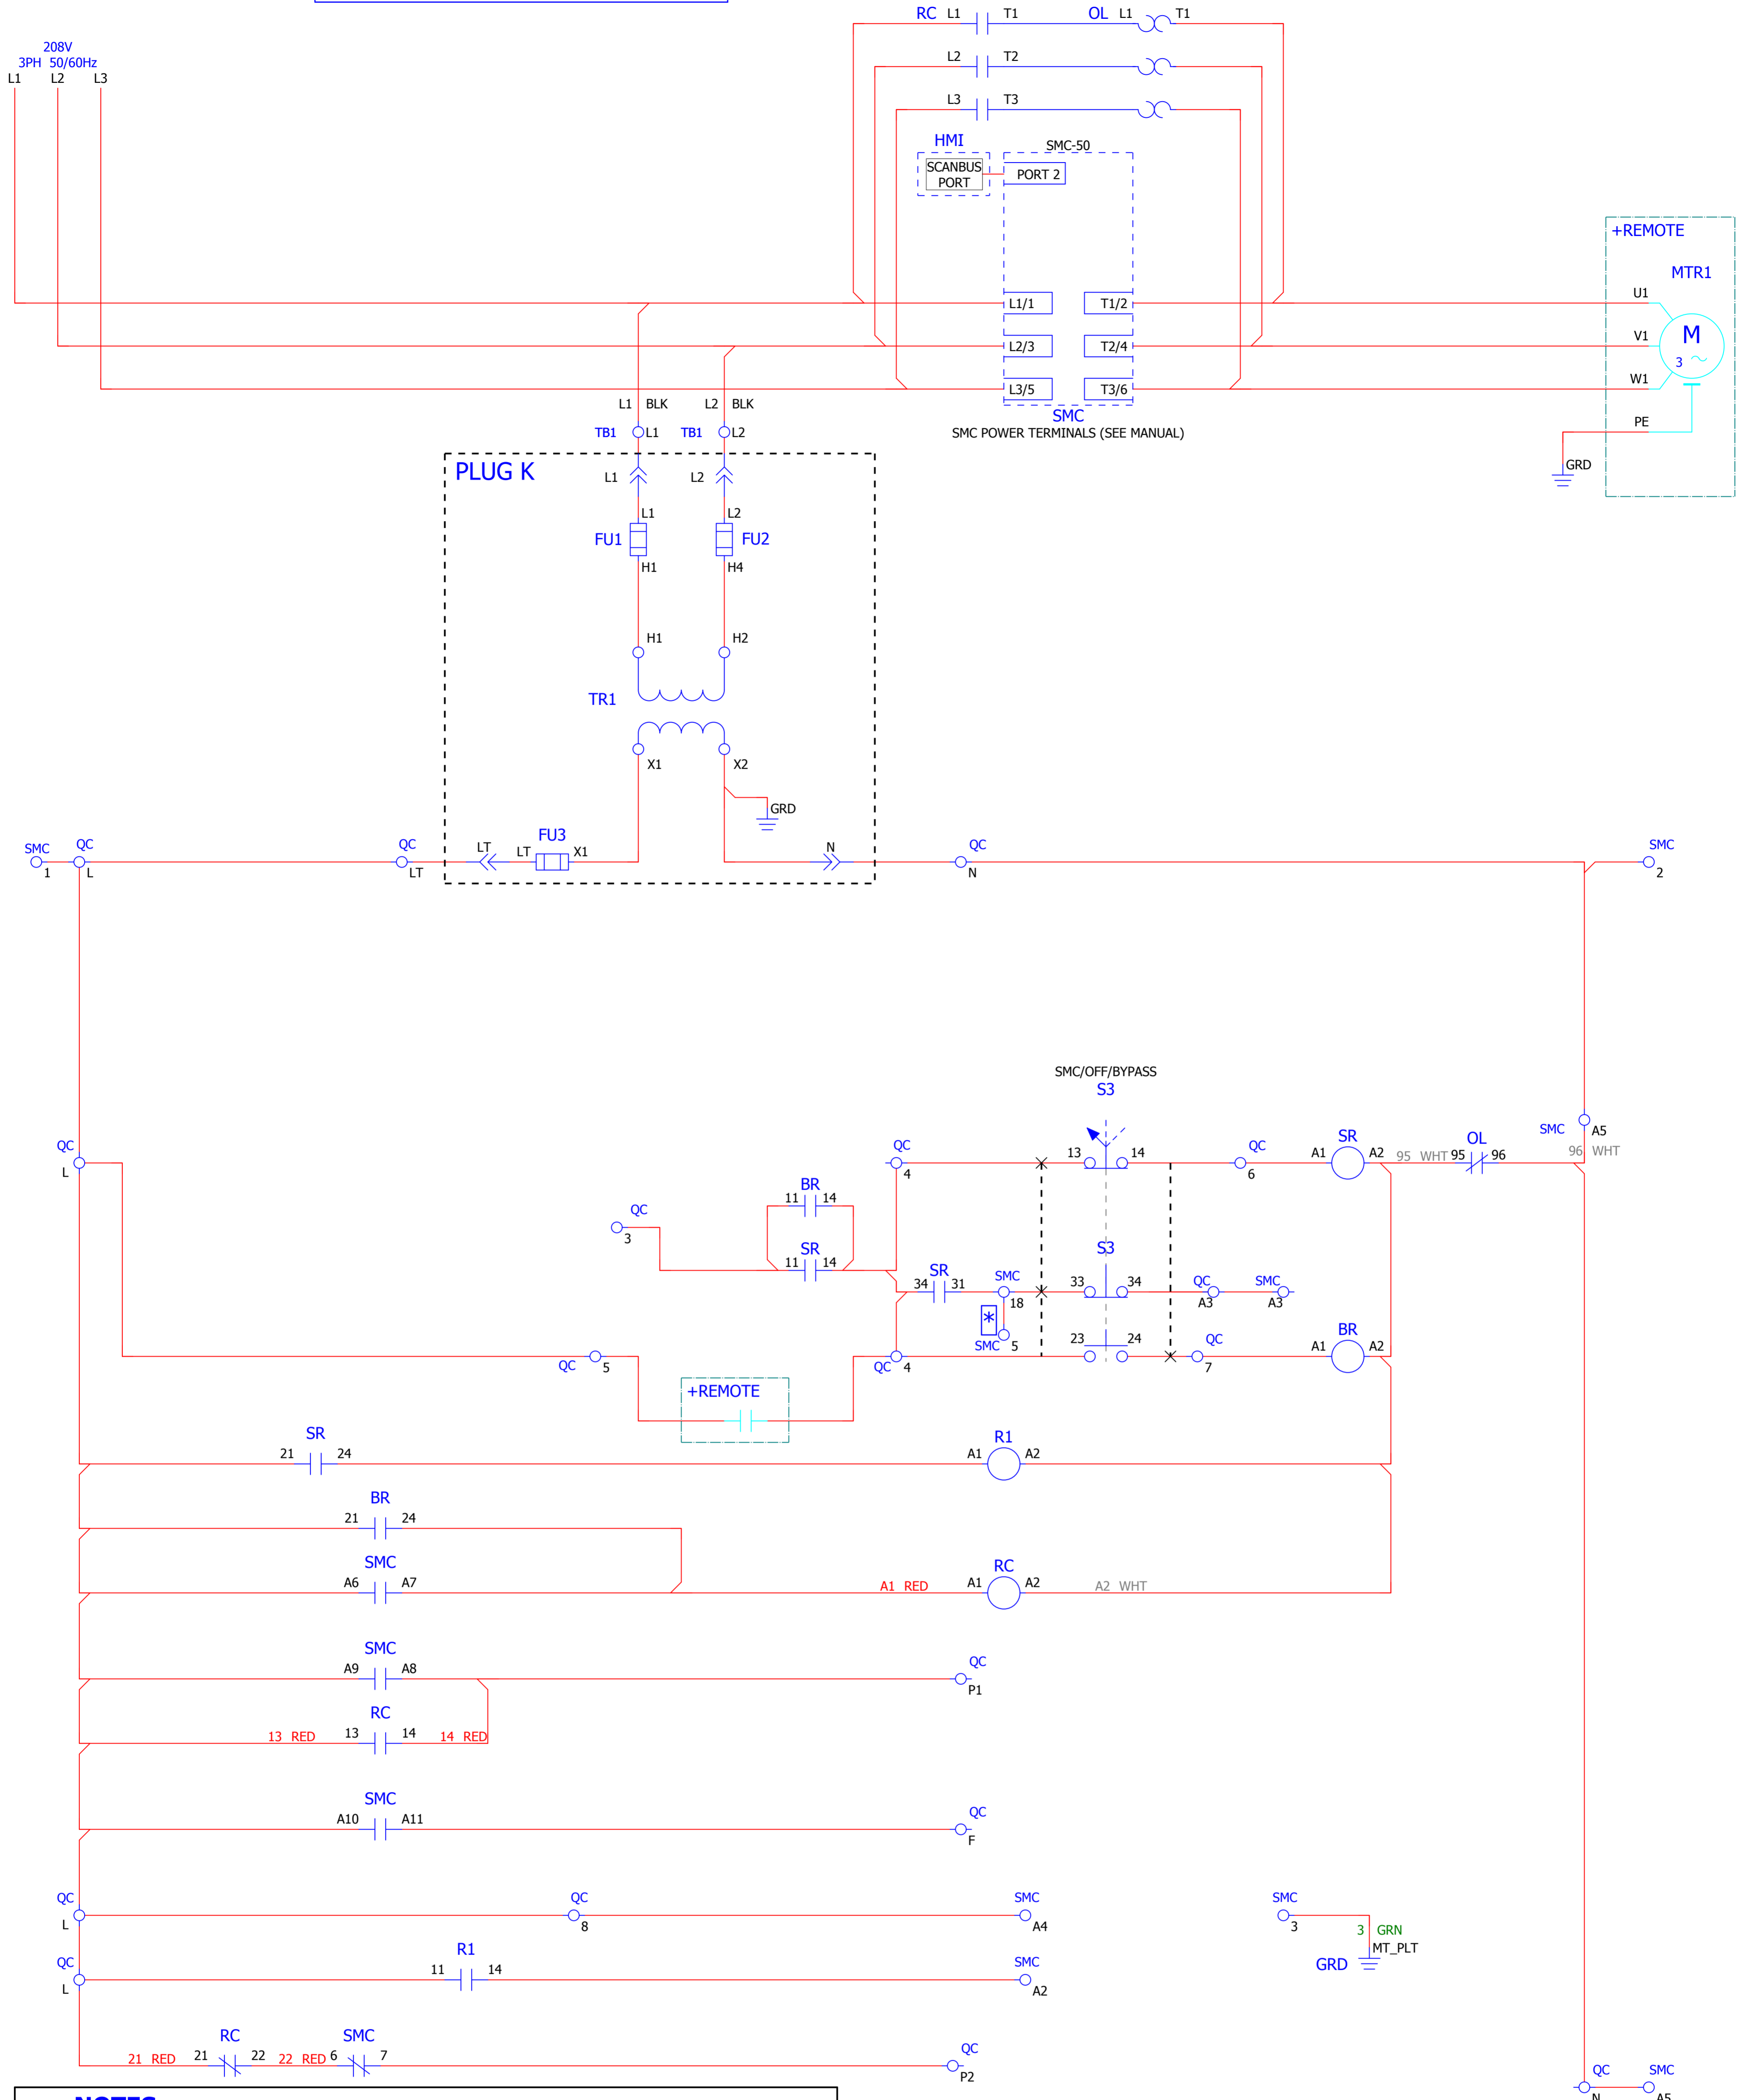 RC L1 T1 OL L1 T1
208V
3PH 50/60Hz
L1 L2 L3
L2 T2
L3 T3
HMI
SMC-50
SCANBUS
PORT
PORT 2
+REMOTE
MTR1
U1
L1/1 T1/2
V1
M
3
L2/3 T2/4
W1
L3/5 T3/6
L1 BLK L2 BLK
SMC
PE
TB1 L1 TB1 L2
SMC POWER TERMINALS (SEE MANUAL)
GRD
PLUG K
L1 L2
L1 L2
FU1 FU2
H1 H4
H1 H2
TR1
X1 X2
GRD
SMC QC QC FU3 QC SMC
LT LT X1 N
1 L LT N 2
SMC/OFF/BYPASS
S3
SMC A5
QC QC 13 14 QC SR OL
A1 A2 95 WHT 95 96 96 WHT
L 4 6
BR
11 14
QC
3
SR S3
11 14
SR SMC QC SMC
34 31 33 34
18 A3 A3
*
SMC 5
23 24 QC BR
A1 A2
QC 5 QC 4 7
+REMOTE
SR R1
21 24 A1 A2
BR
21 24
SMC RC
A6 A7 A1 RED A1 A2 A2 WHT
SMC QC
A9 A8
P1
RC
13 RED 13 14 14 RED
SMC QC
A10 A11
F
QC QC SMC SMC
L 8 A4 3
3 GRN
MT_PLT
GRD
QC R1 SMC
11 14
L A2
RC SMC QC
21 RED 21 22 22 RED 6 7
P2
QC SMC
N A5
NOTES